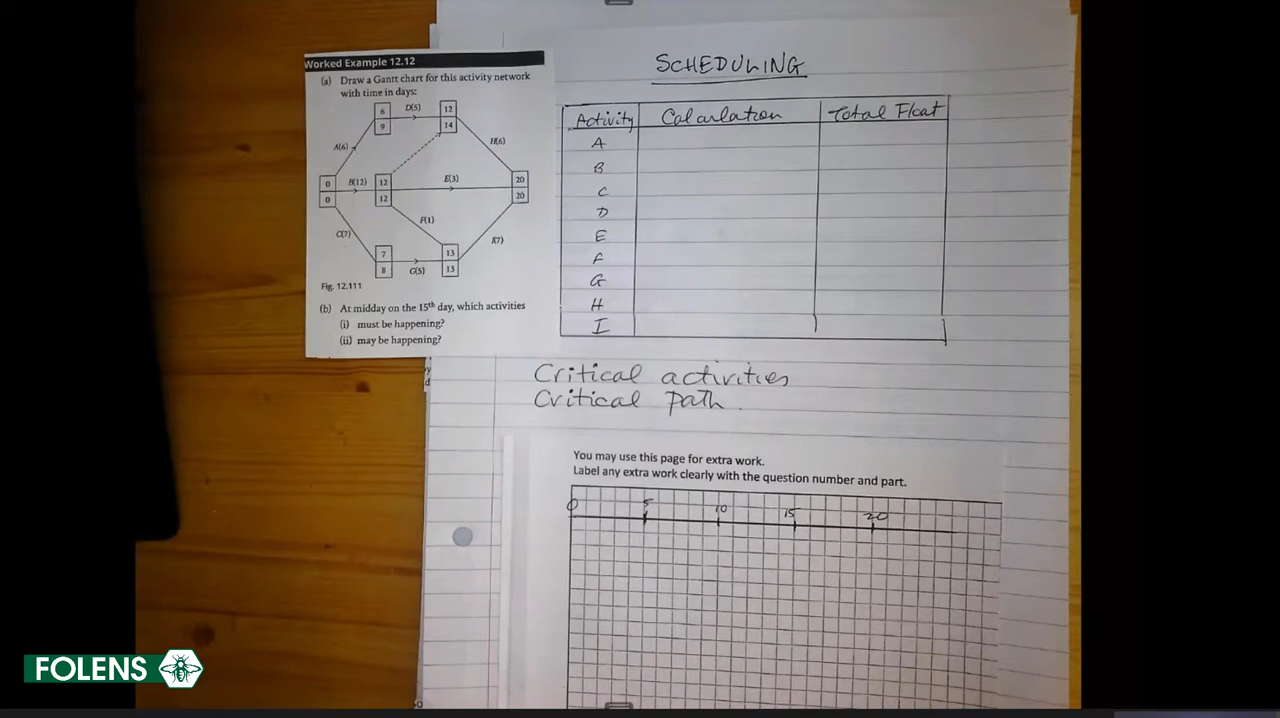 Worked Example 12.12
(a) Draw a Gantt chart for this activity network
with time in days:
6
9
D(5)
12
14
A(6)
H(6)
0
0
B(12)
12
12
E(3)
20
20
F(1)
C(7)
I(7)
7
8
G(5)
13
13
Fig. 12.111
(b) At midday on the 15th day, which activities
(i) must be happening?
(ii) may be happening?
SCHEDULING
Activity Calculation Total Float
A
B
C
D
E
F
G
H
I
Critical activities
Critical path.
You may use this page for extra work.
Label any extra work clearly with the question number and part.
0 5 10 15 20
FOLENS